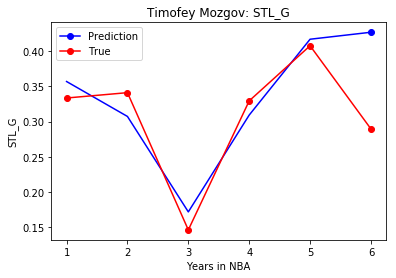 Timofey Mozgov: STL_G
Prediction
True
STL_G
0.40
0.35
0.30
0.25
0.20
0.15
1 2 3 4 5 6
Years in NBA